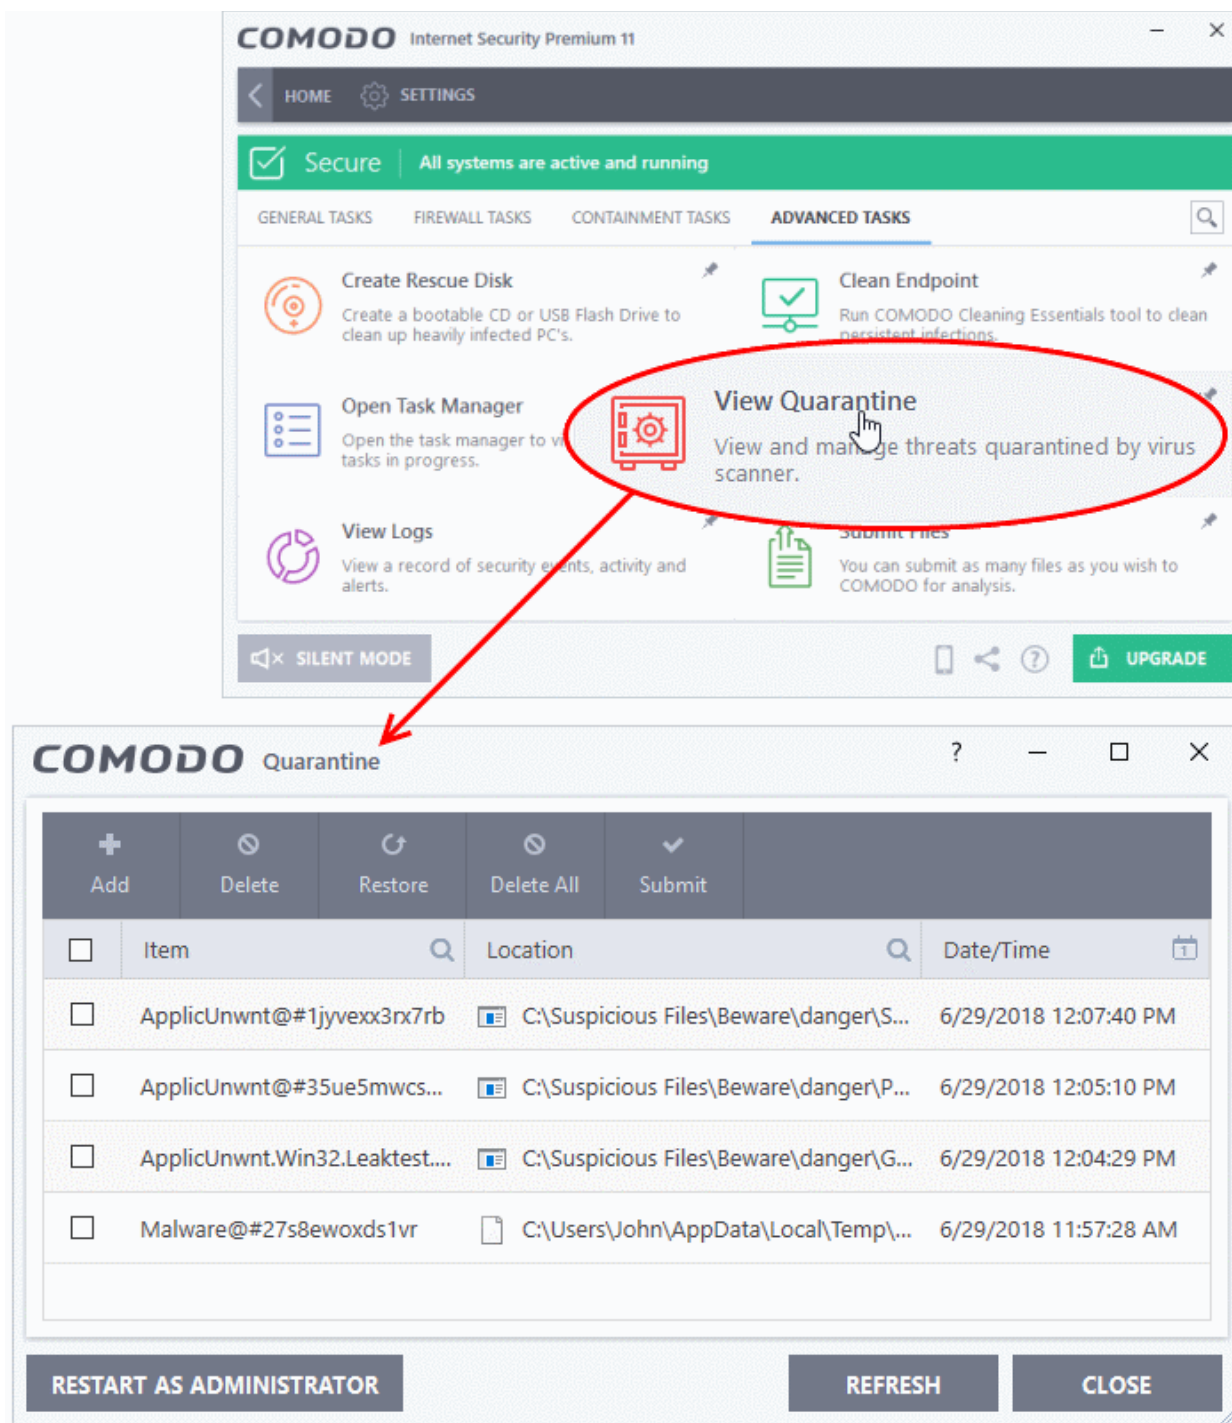 COMODO Internet Security Premium 11
HOME SETTINGS
Secure All systems are active and running
GENERAL TASKS FIREWALL TASKS CONTAINMENT TASKS ADVANCED TASKS
Create Rescue Disk
Create a bootable CD or USB Flash Drive to
clean up heavily infected PC's.
Clean Endpoint
Run COMODO Cleaning Essentials tool to clean
persistent infections.
Open Task Manager
Open the task manager to
tasks in progress.
View Quarantine
View and manage threats quarantined by virus
scanner.
View Logs
View a record of security events, activity and
alerts.
Submit Files
You can submit as many files as you wish to
COMODO for analysis.
SILENT MODE
UPGRADE
COMODO Quarantine
Add Delete Restore Delete All Submit
Item Location Date/Time
ApplicUnwnt@#1jyvexx3rx7rb C:\Suspicious Files\Beware\danger\S... 6/29/2018 12:07:40 PM
ApplicUnwnt@#35ue5mwcs... C:\Suspicious Files\Beware\danger\P... 6/29/2018 12:05:10 PM
ApplicUnwnt.Win32.Leaktest.... C:\Suspicious Files\Beware\danger\G... 6/29/2018 12:04:29 PM
Malware@#27s8ewoxds1vr C:\Users\John\AppData\Local\Temp\... 6/29/2018 11:57:28 AM
RESTART AS ADMINISTRATOR REFRESH CLOSE